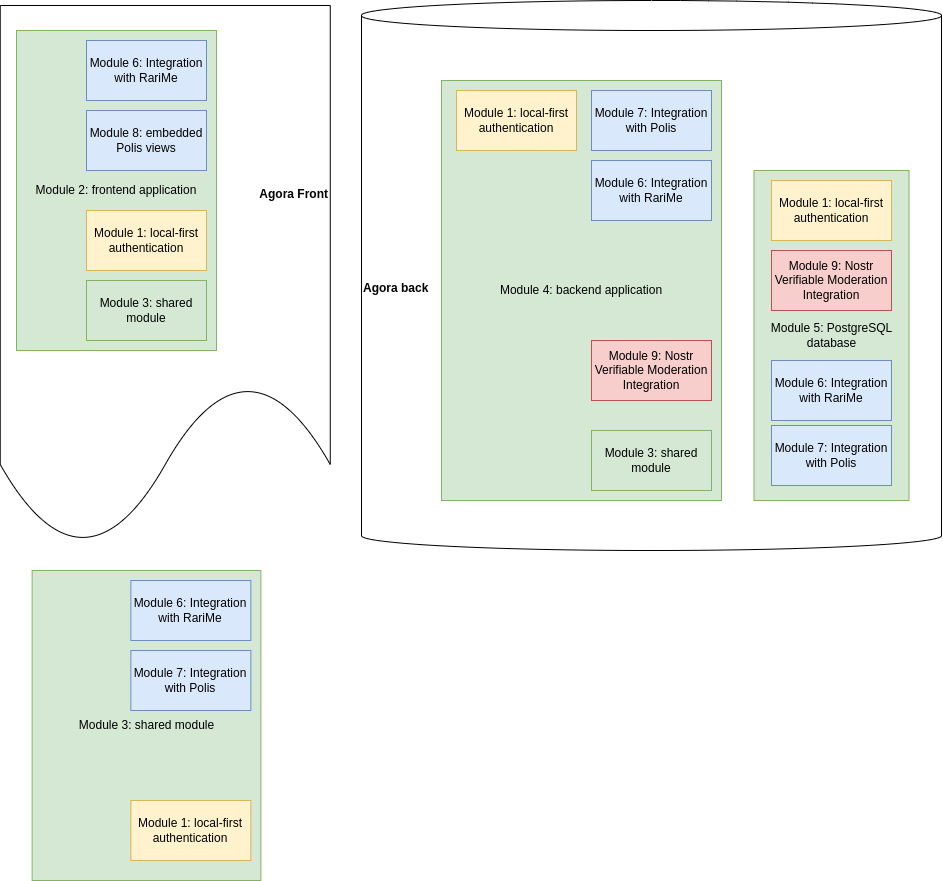 Module 6: Integration
with RariMe
Module 8: embedded
Polis views
Module 2: frontend application
Module 1: local-first
authentication
Module 3: shared
module
Agora Front
Agora back
Module 1: local-first
authentication
Module 7: Integration
with Polis
Module 6: Integration
with RariMe
Module 4: backend application
Module 9: Nostr
Verifiable Moderation
Integration
Module 3: shared
module
Module 1: local-first
authentication
Module 9: Nostr
Verifiable Moderation
Integration
Module 5: PostgreSQL
database
Module 6: Integration
with RariMe
Module 7: Integration
with Polis
Module 6: Integration
with RariMe
Module 7: Integration
with Polis
Module 3: shared module
Module 1: local-first
authentication